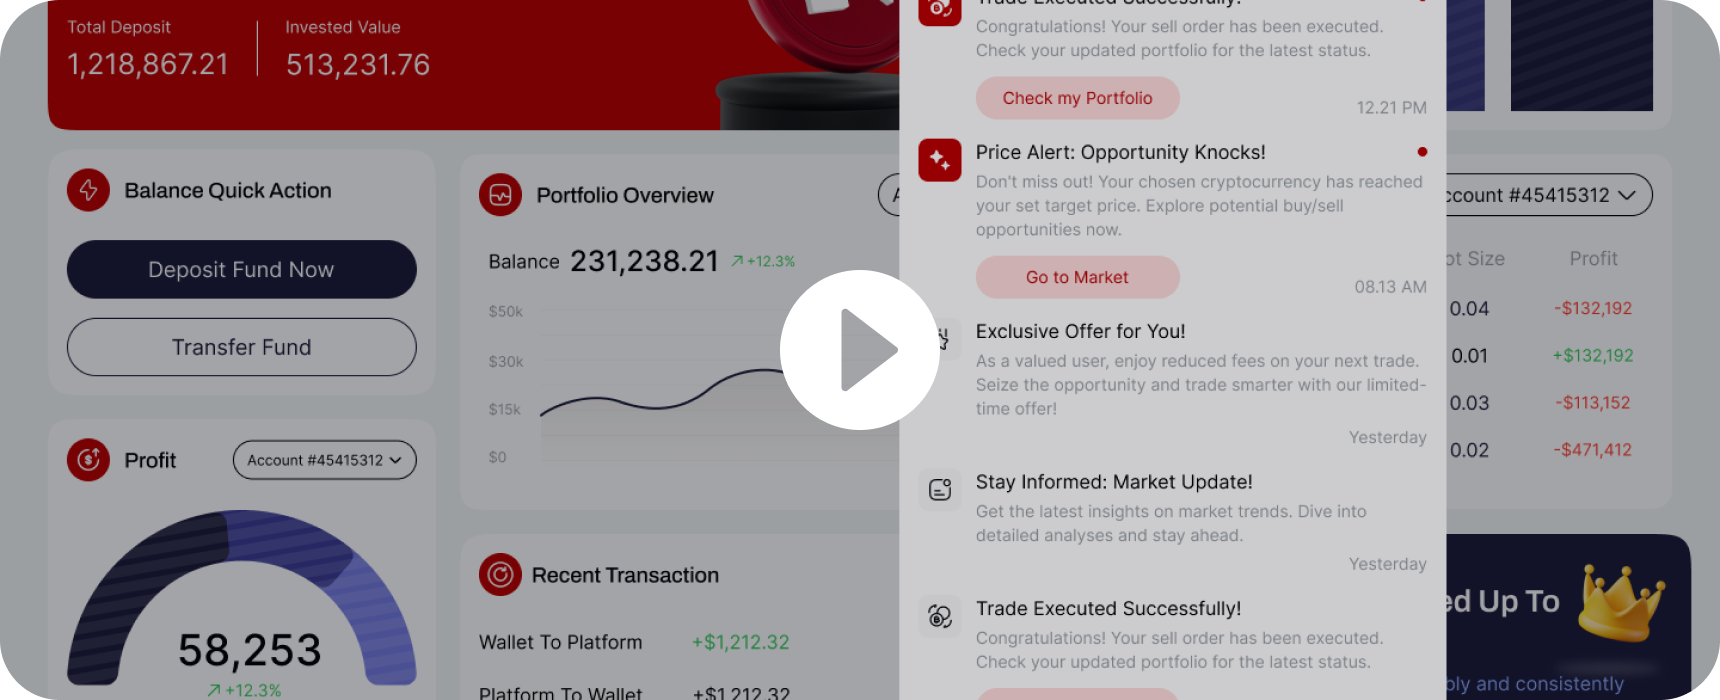 Total Deposit
1,218,867.21
Invested Value
513,231.76
Balance Quick Action
Deposit Fund Now
Transfer Fund
Profit
Account #45415312
58,253
+12.3%
Portfolio Overview
Balance 231,238.21 +12.3%
$50k
$30k
$15k
$0
Recent Transaction
Wallet To Platform +$1,212.32
Platform To Wallet +$1,212.32
Trade Executed Successfully!
Congratulations! Your sell order has been executed.
Check your updated portfolio for the latest status.
Check my Portfolio
12.21 PM
Price Alert: Opportunity Knocks!
Don't miss out! Your chosen cryptocurrency has reached
your set target price. Explore potential buy/sell
opportunities now.
Go to Market
08.13 AM
Exclusive Offer for You!
As a valued user, enjoy reduced fees on your next trade.
Seize the opportunity and trade smarter with our limited-
time offer!
Yesterday
Stay Informed: Market Update!
Get the latest insights on market trends. Dive into
detailed analyses and stay ahead.
Yesterday
Trade Executed Successfully!
Congratulations! Your sell order has been executed.
Check your updated portfolio for the latest status.
#45415312
Size Profit
0.04 -$132,192
0.01 +$132,192
0.03 -$113,152
0.02 -$471,412
Up To
and consistently